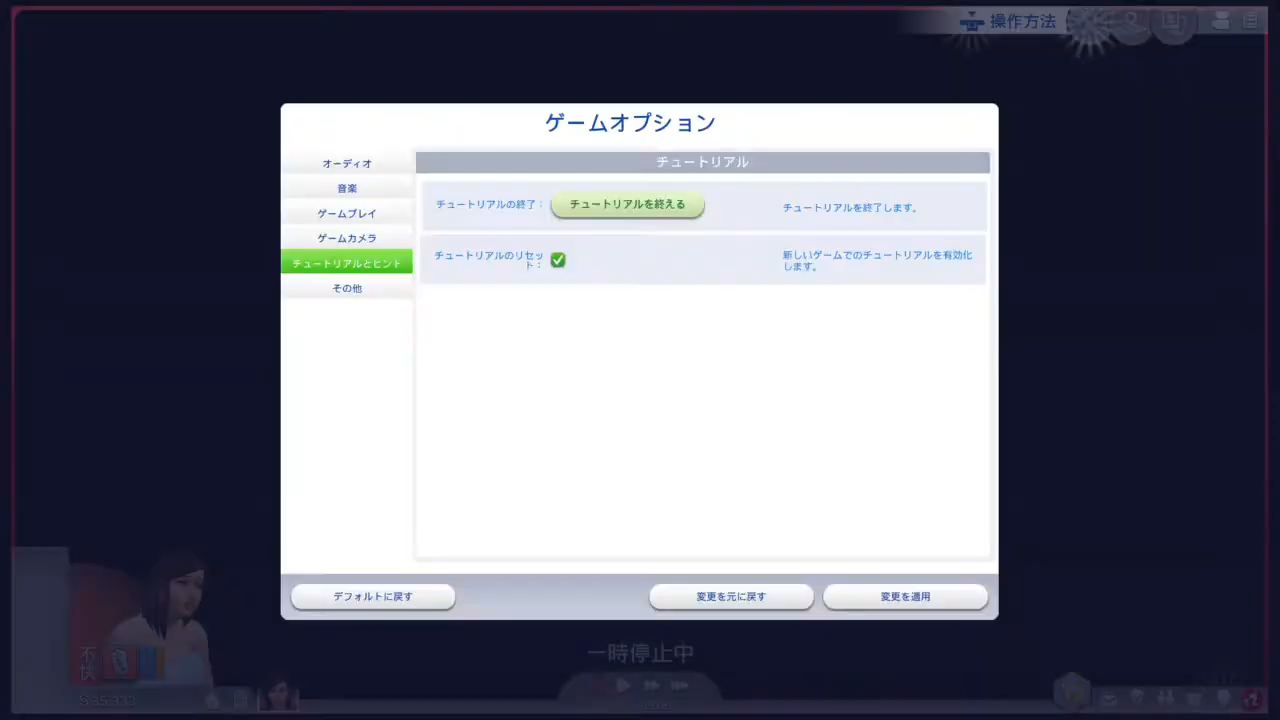 操作方法
ゲームオプション
オーディオ
音楽
ゲームプレイ
ゲームカメラ
チュートリアルとヒント
その他
チュートリアル
チュートリアルの終了：
チュートリアルを終える
チュートリアルを終了します。
チュートリアルのリセッ
ト：
新しいゲームでのチュートリアルを有効化
します。
デフォルトに戻す
変更を元に戻す
変更を適用
一時停止中
不
快